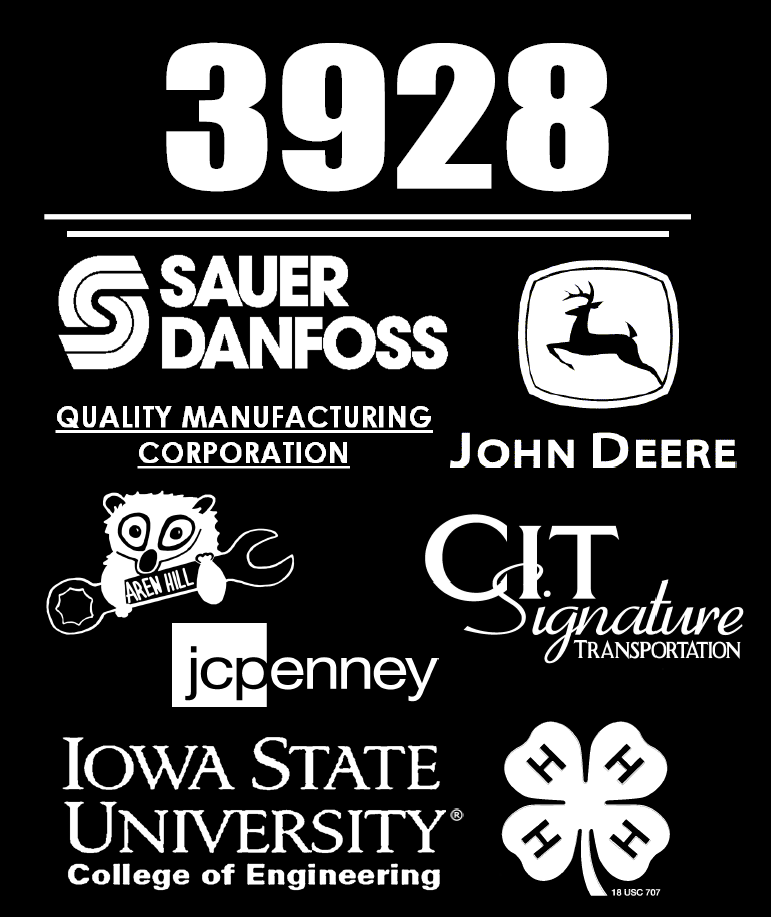 3928
SAUER
DANFOSS
QUALITY MANUFACTURING
CORPORATION
JOHN DEERE
AREN HILL
CIT
Signature
TRANSPORTATION
jcpenney
IOWA STATE
UNIVERSITY®
College of Engineering
H H
H H
18 USC 707